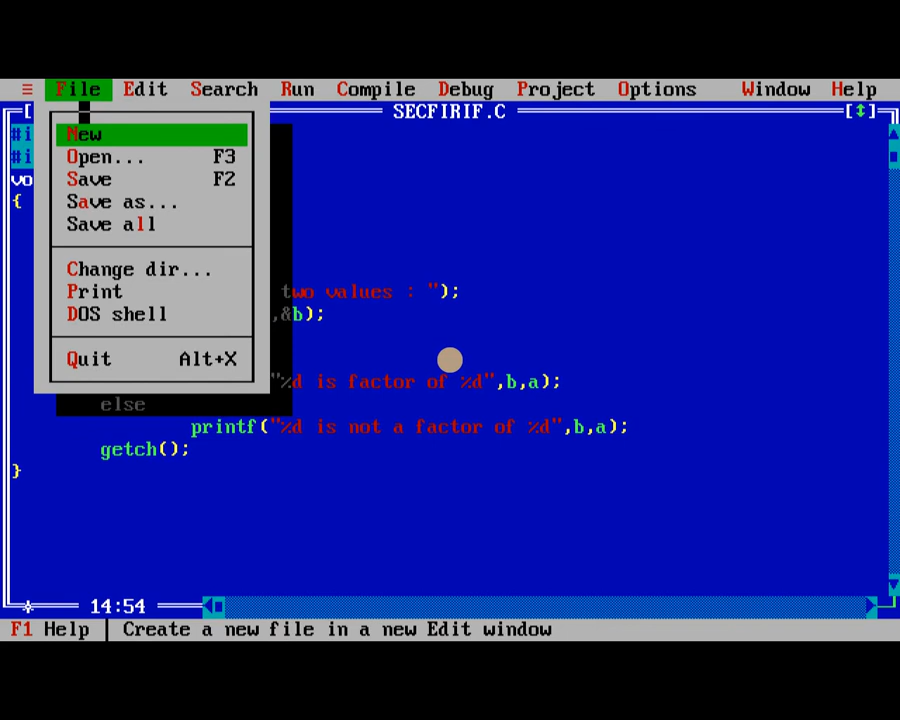 ≡ File Edit Search Run Compile Debug Project Options Window Help
[ SECFIRIF.C [↕]
New
Open... F3
Save F2
Save as...
Save all
Change dir...
Print
DOS shell
Quit Alt+X
#i
#i
vo
{
two values : ");
,&b);
"%d is factor of %d",b,a);
else
printf("%d is not a factor of %d",b,a);
getch();
}
14:54
F1 Help Create a new file in a new Edit window